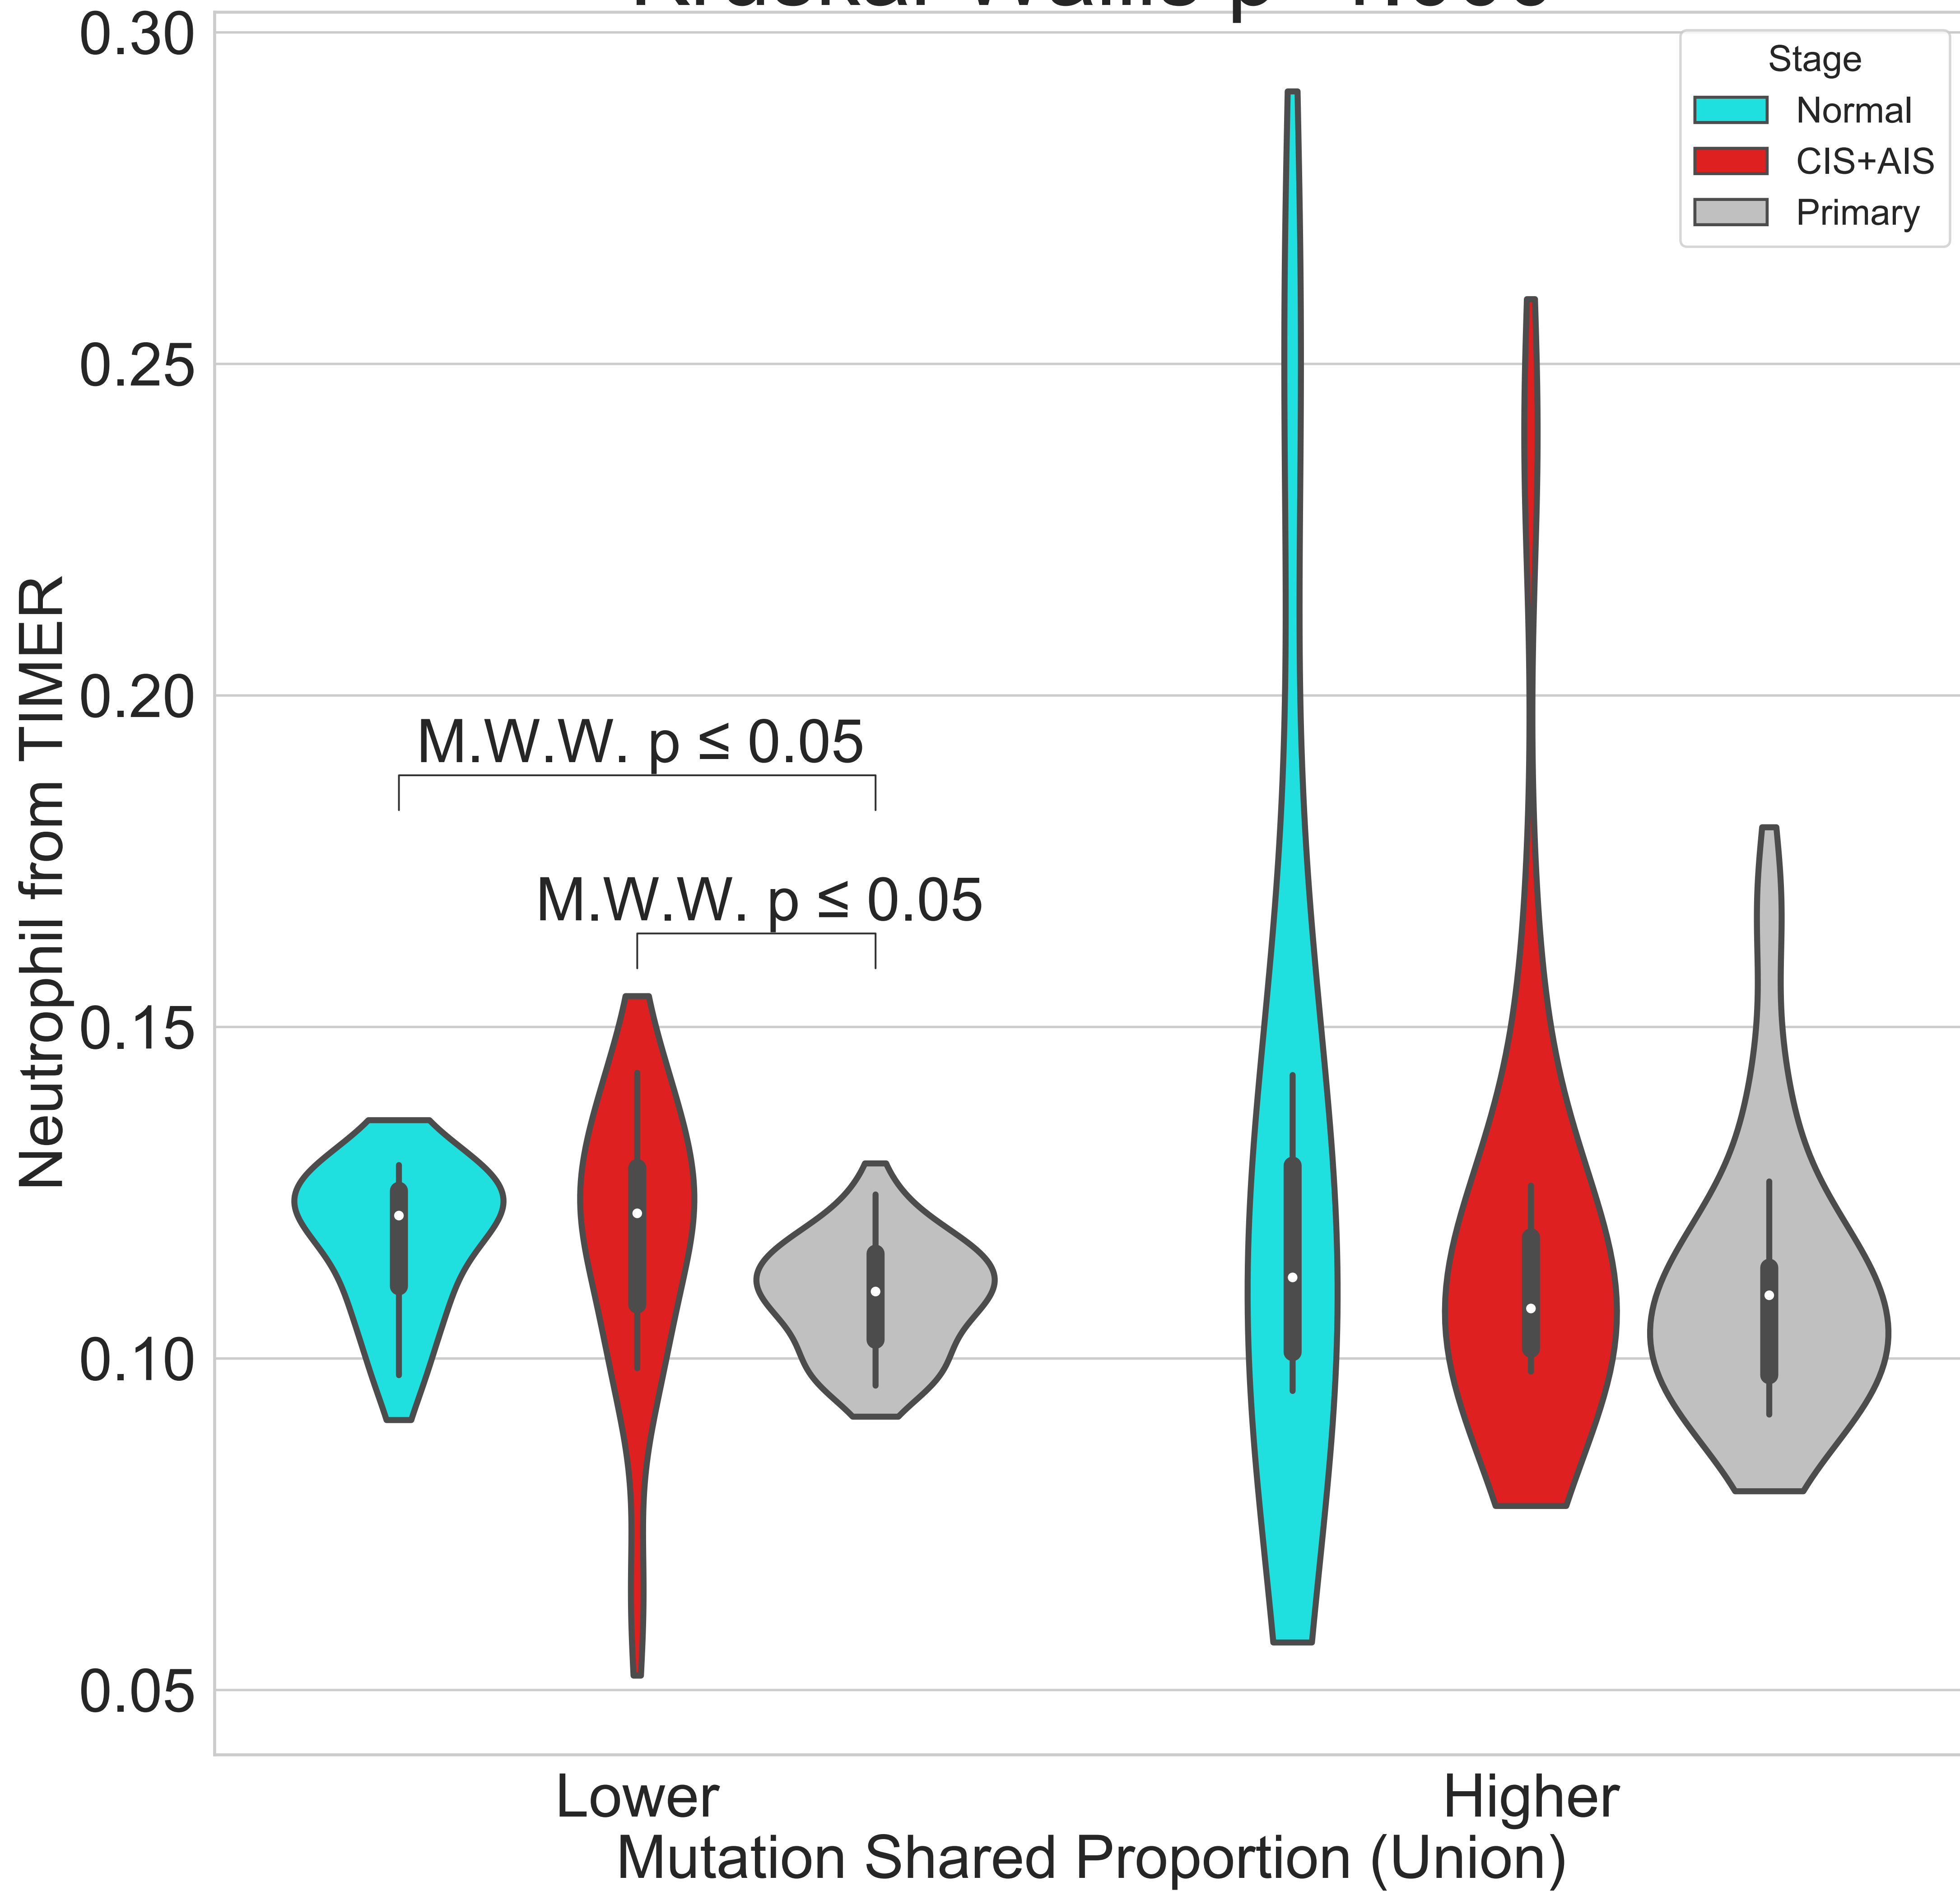 0.30
0.25
0.20
0.15
0.10
0.05
Neutrophil from TIMER
Stage
Normal
CIS+AIS
Primary
M.W.W. p ≤ 0.05
M.W.W. p ≤ 0.05
Lower
Higher
Mutation Shared Proportion (Union)